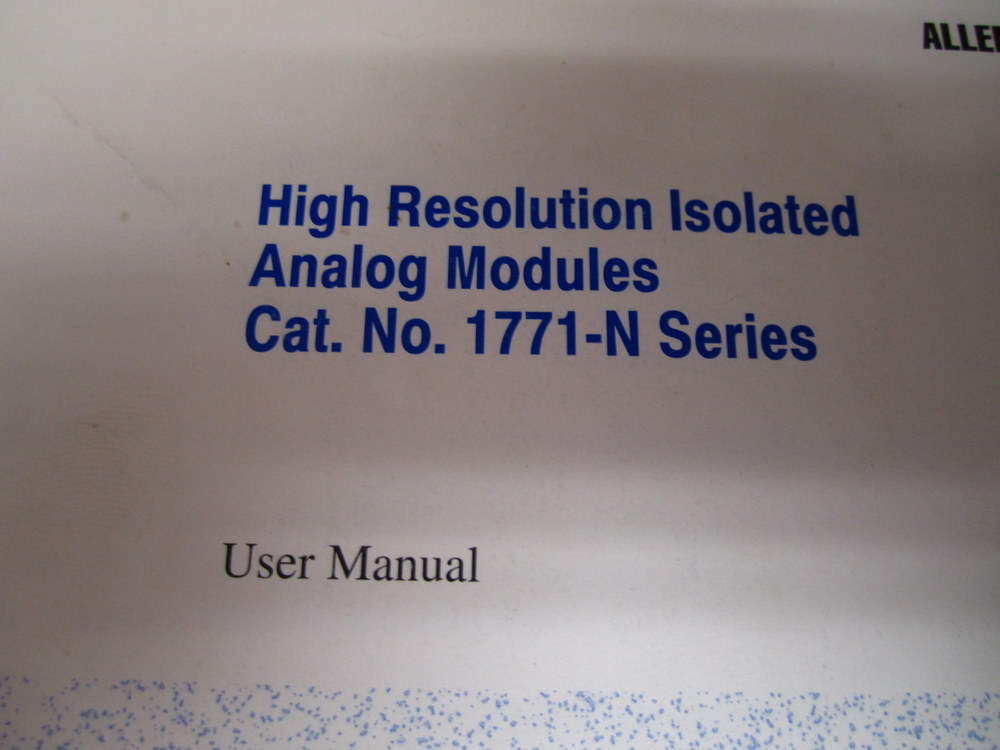 ALLE
High Resolution Isolated
Analog Modules
Cat. No. 1771-N Series
User Manual